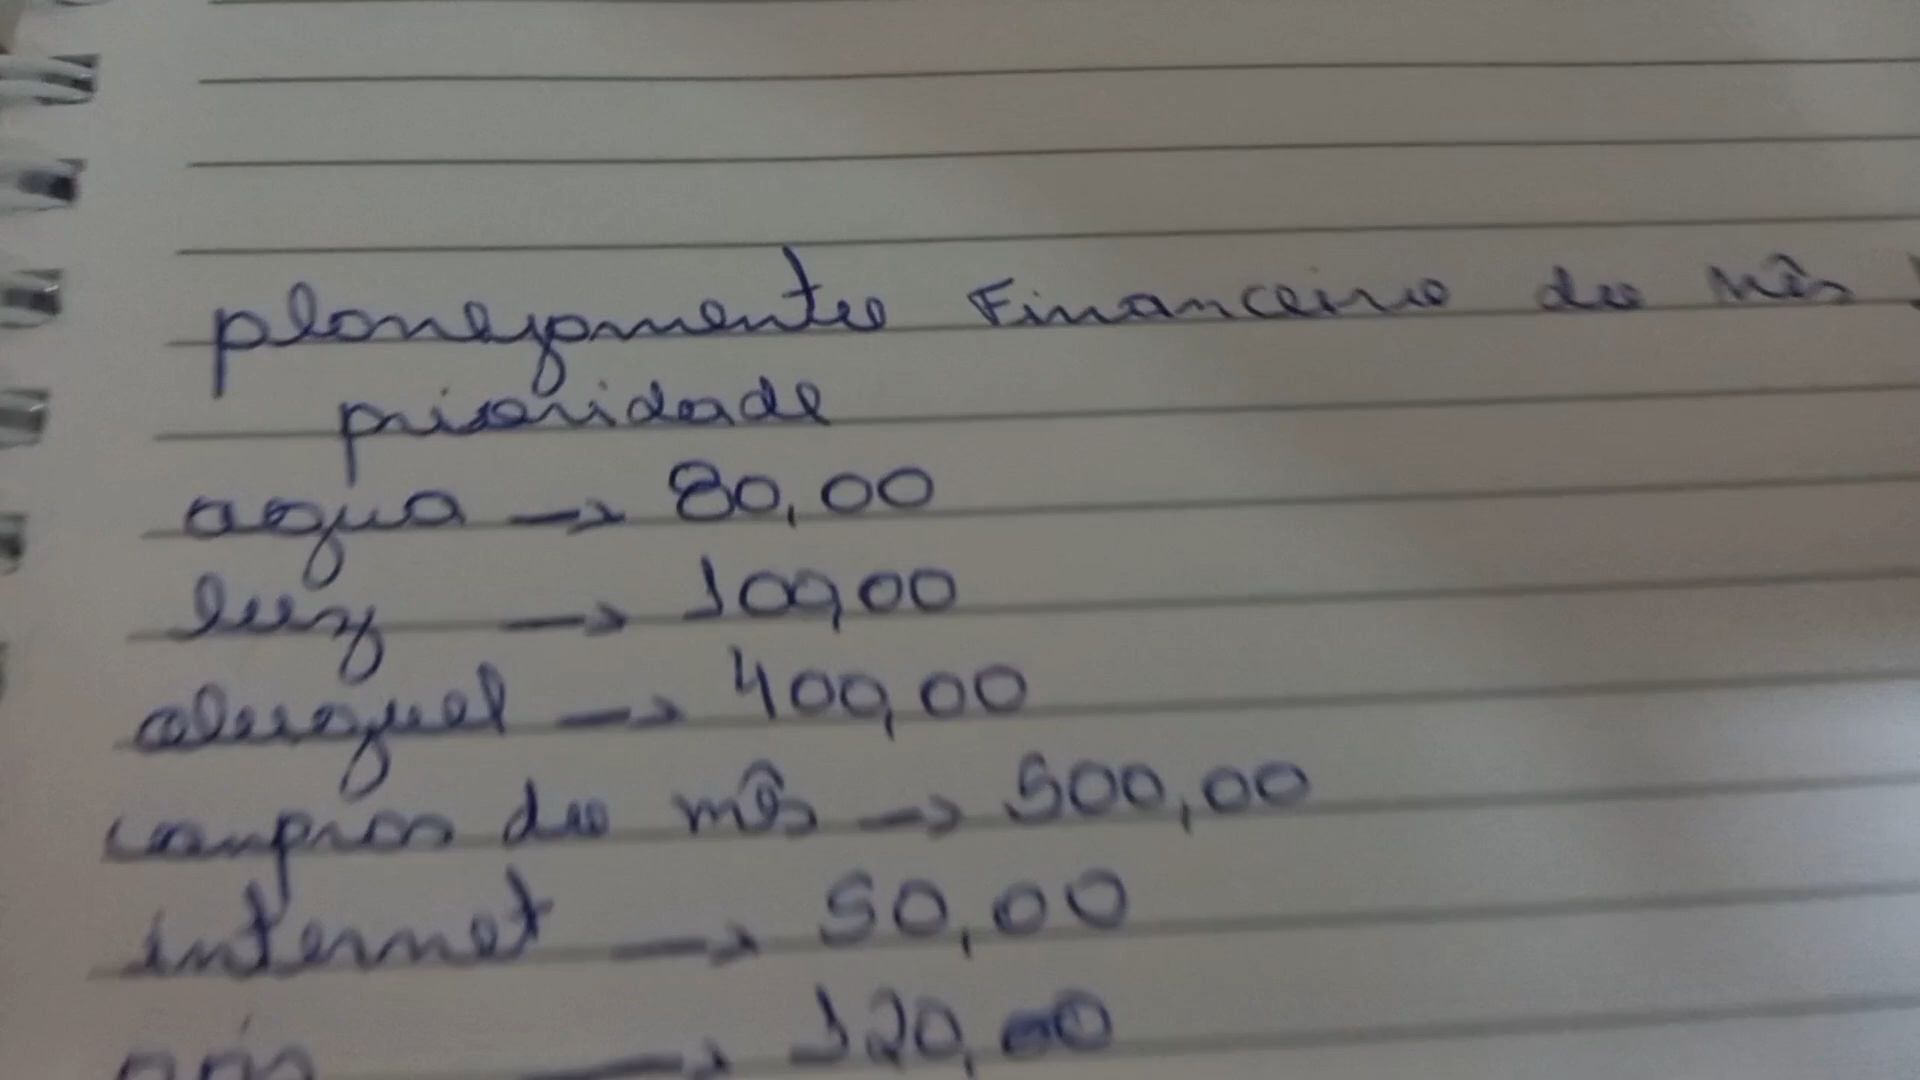 planejamento Financeiro do Mês
prioridade
agua → 80,00
luz → 100,00
aluguel → 400,00
compras do mês → 500,00
internet → 50,00
→ 120,00